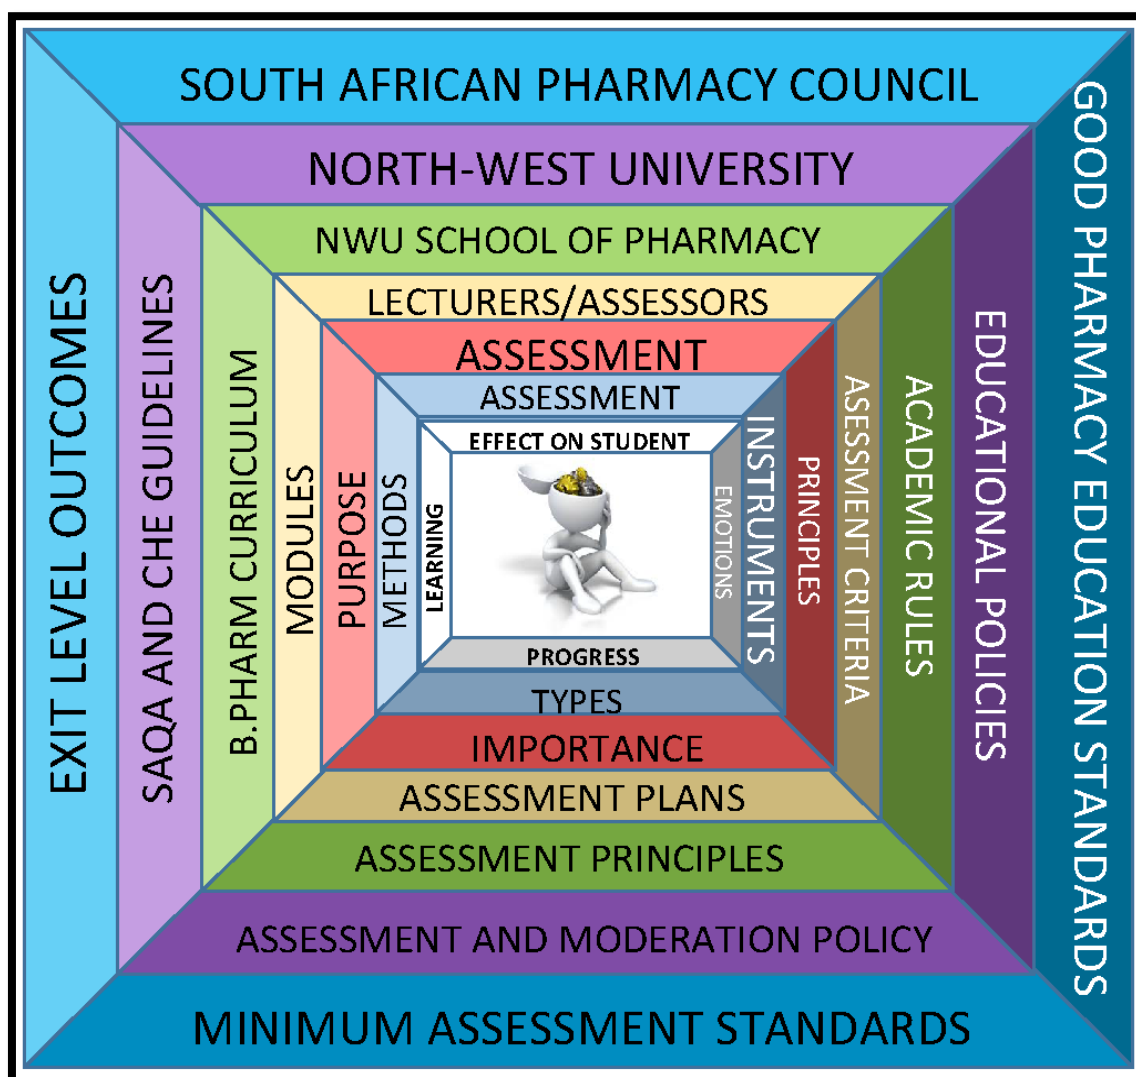 SOUTH AFRICAN PHARMACY COUNCIL
EXIT LEVEL OUTCOMES
GOOD PHARMACY EDUCATION STANDARDS
MINIMUM ASSESSMENT STANDARDS
NORTH-WEST UNIVERSITY
SAQA AND CHE GUIDELINES
EDUCATIONAL POLICIES
ASSESSMENT AND MODERATION POLICY
NWU SCHOOL OF PHARMACY
B.PHARM CURRICULUM
ACADEMIC RULES
ASSESSMENT PRINCIPLES
LECTURERS/ASSESSORS
MODULES
ASESSMENT CRITERIA
ASSESSMENT PLANS
ASSESSMENT
PURPOSE
PRINCIPLES
IMPORTANCE
ASSESSMENT
METHODS
INSTRUMENTS
TYPES
EFFECT ON STUDENT
LEARNING
EMOTIONS
PROGRESS